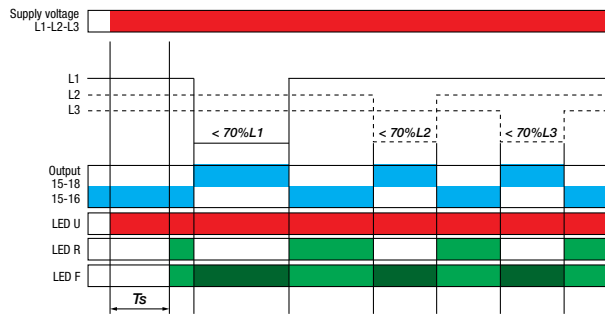 Supply voltage
L1-L2-L3
L1
L2
L3
< 70%L1
< 70%L2
< 70%L3
Output
15-18
15-16
LED U
LED R
LED F
Ts